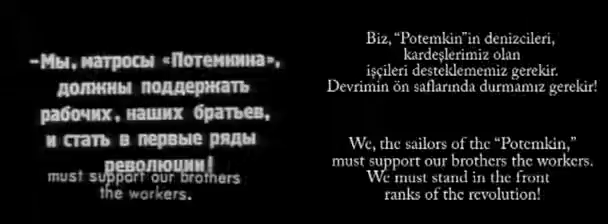 -Мы, матросы «Потемкина»,
должны поддержать
рабочих, наших братьев,
и стать в первые ряды
революции!
must support our brothers
the workers.
Biz, “Potemkin”in denizcileri,
kardeşlerimiz olan
işçileri desteklememiz gerekir.
Devrimin ön saflarında durmamız gerekir!
We, the sailors of the “Potemkin,”
must support our brothers the workers.
We must stand in the front
ranks of the revolution!